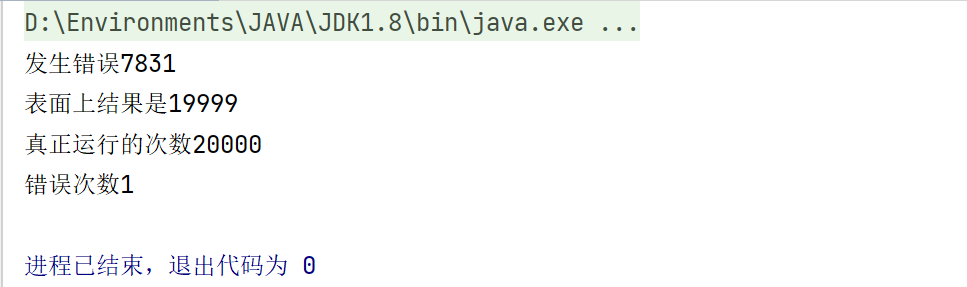 D:\Environments\JAVA\JDK1.8\bin\java.exe ...
发生错误7831
表面上结果是19999
真正运行的次数20000
错误次数1
进程已结束，退出代码为 0